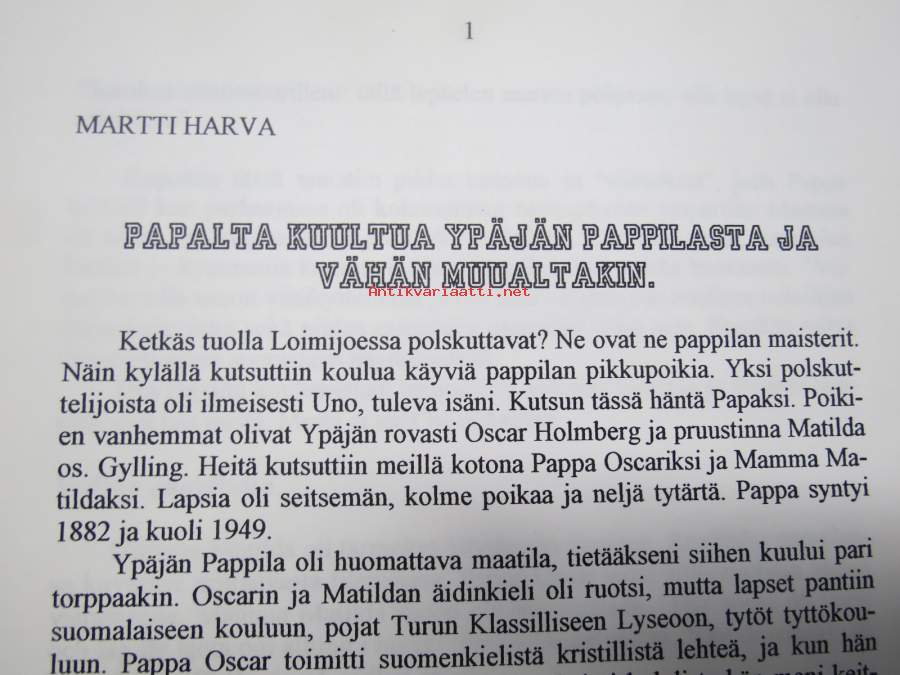 1
MARTTI HARVA
PAPALTA KUULTUA YPÄJÄN PAPPILASTA JA
VÄHÄN MUUALTAKIN.
Antikvariaatti.net
Ketkäs tuolla Loimijoessa polskuttavat? Ne ovat ne pappilan maisterit.
Näin kylällä kutsuttiin koulua käyviä pappilan pikkupoikia. Yksi polskut-
telijoista oli ilmeisesti Uno, tuleva isäni. Kutsun tässä häntä Papaksi. Poiki-
en vanhemmat olivat Ypäjän rovasti Oscar Holmberg ja pruustinna Matilda
os. Gylling. Heitä kutsuttiin meillä kotona Pappa Oscariksi ja Mamma Ma-
tildaksi. Lapsia oli seitsemän, kolme poikaa ja neljä tytärtä. Pappa syntyi
1882 ja kuoli 1949.
Ypäjän Pappila oli huomattava maatila, tietääkseni siihen kuului pari
torppaakin. Oscarin ja Matildan äidinkieli oli ruotsi, mutta lapset pantiin
suomalaiseen kouluun, pojat Turun Klassilliseen Lyseoon, tytöt tyttökou-
luun. Pappa Oscar toimitti suomenkielistä kristillistä lehteä, ja kun hän